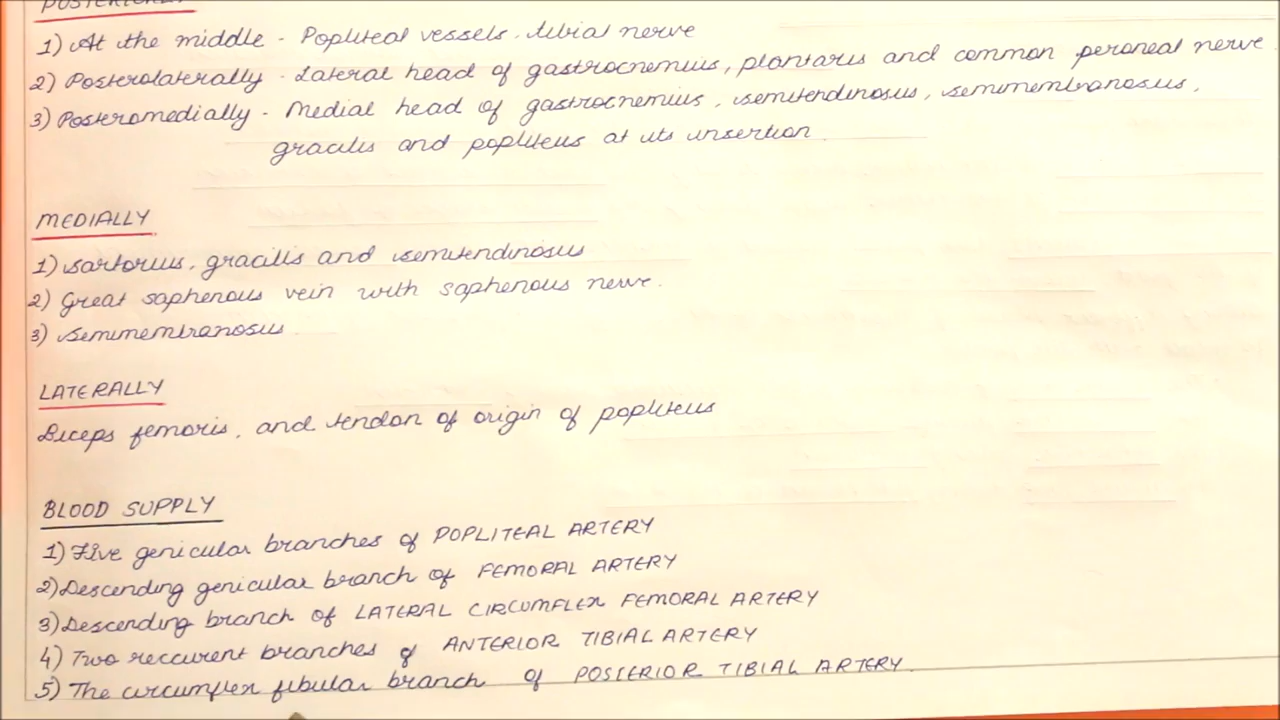 POSTERIORLY
1) At the middle - Popliteal vessels, tibial nerve
2) Posterolaterally - Lateral head of gastrocnemius, plantaris and common peroneal nerve
3) Posteromedially - Medial head of gastrocnemius, semitendinosus, semimembranosus,
gracilis and popliteus at its insertion.
MEDIALLY
1) sartorius, gracilis and semitendinosus
2) Great saphenous vein with saphenous nerve.
3) semimembranosus
LATERALLY
Biceps femoris, and tendon of origin of popliteus
BLOOD SUPPLY
1) Five genicular branches of POPLITEAL ARTERY
2) Descending genicular branch of FEMORAL ARTERY
3) Descending branch of LATERAL CIRCUMFLEX FEMORAL ARTERY
4) Two reccurent branches of ANTERIOR TIBIAL ARTERY
5) The circumflex fibular branch of POSTERIOR TIBIAL ARTERY.